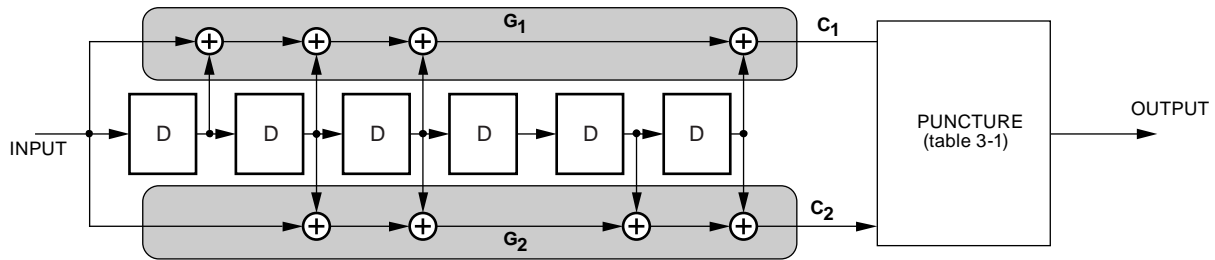 G1
C1
D D D D D D
INPUT
PUNCTURE
(table 3-1)
OUTPUT
C2
G2